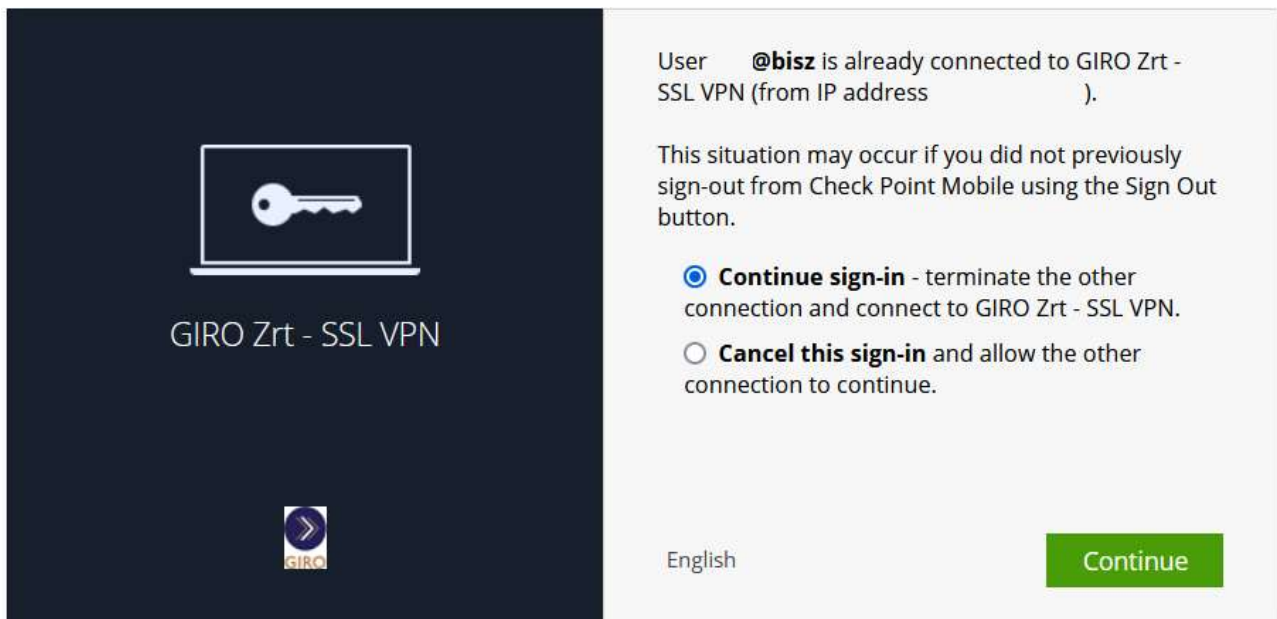 GIRO Zrt - SSL VPN
GIRO
User @bisz is already connected to GIRO Zrt -
SSL VPN (from IP address ).
This situation may occur if you did not previously
sign-out from Check Point Mobile using the Sign Out
button.
Continue sign-in - terminate the other
connection and connect to GIRO Zrt - SSL VPN.
Cancel this sign-in and allow the other
connection to continue.
English
Continue